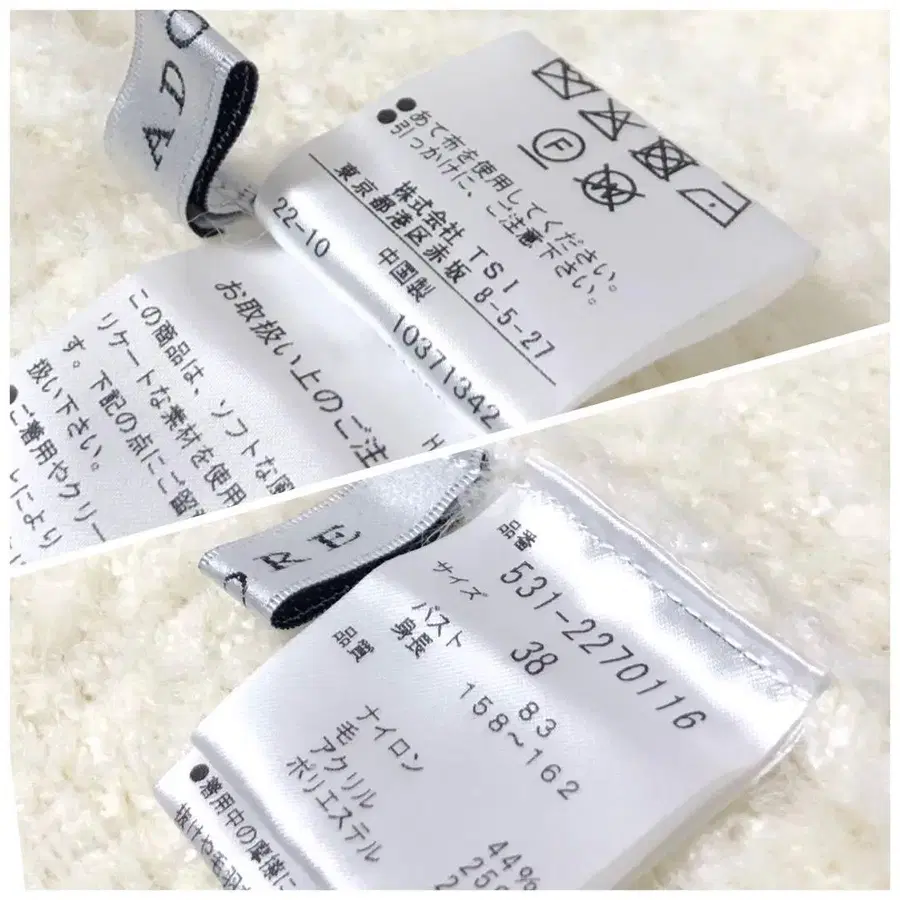 A D O
F
W
●あて布を使用してください。
●引っかけに、ご注意下さい。
株式会社 TSI
東京都港区赤坂 8-5-27
22-10 中国製 10371342
お取扱い上のご注
この商品は、ソフトな風
リケートな素材を使用
す。下記の点にご留
扱い下さい。
●ご着用やクリー
により
R E
品番 531-2270116
サイズ 38
バスト 83
身長 158~162
品質
ナイロン 44%
毛
アクリル
ポリエステル
●着用中の摩擦に
抜けや毛羽